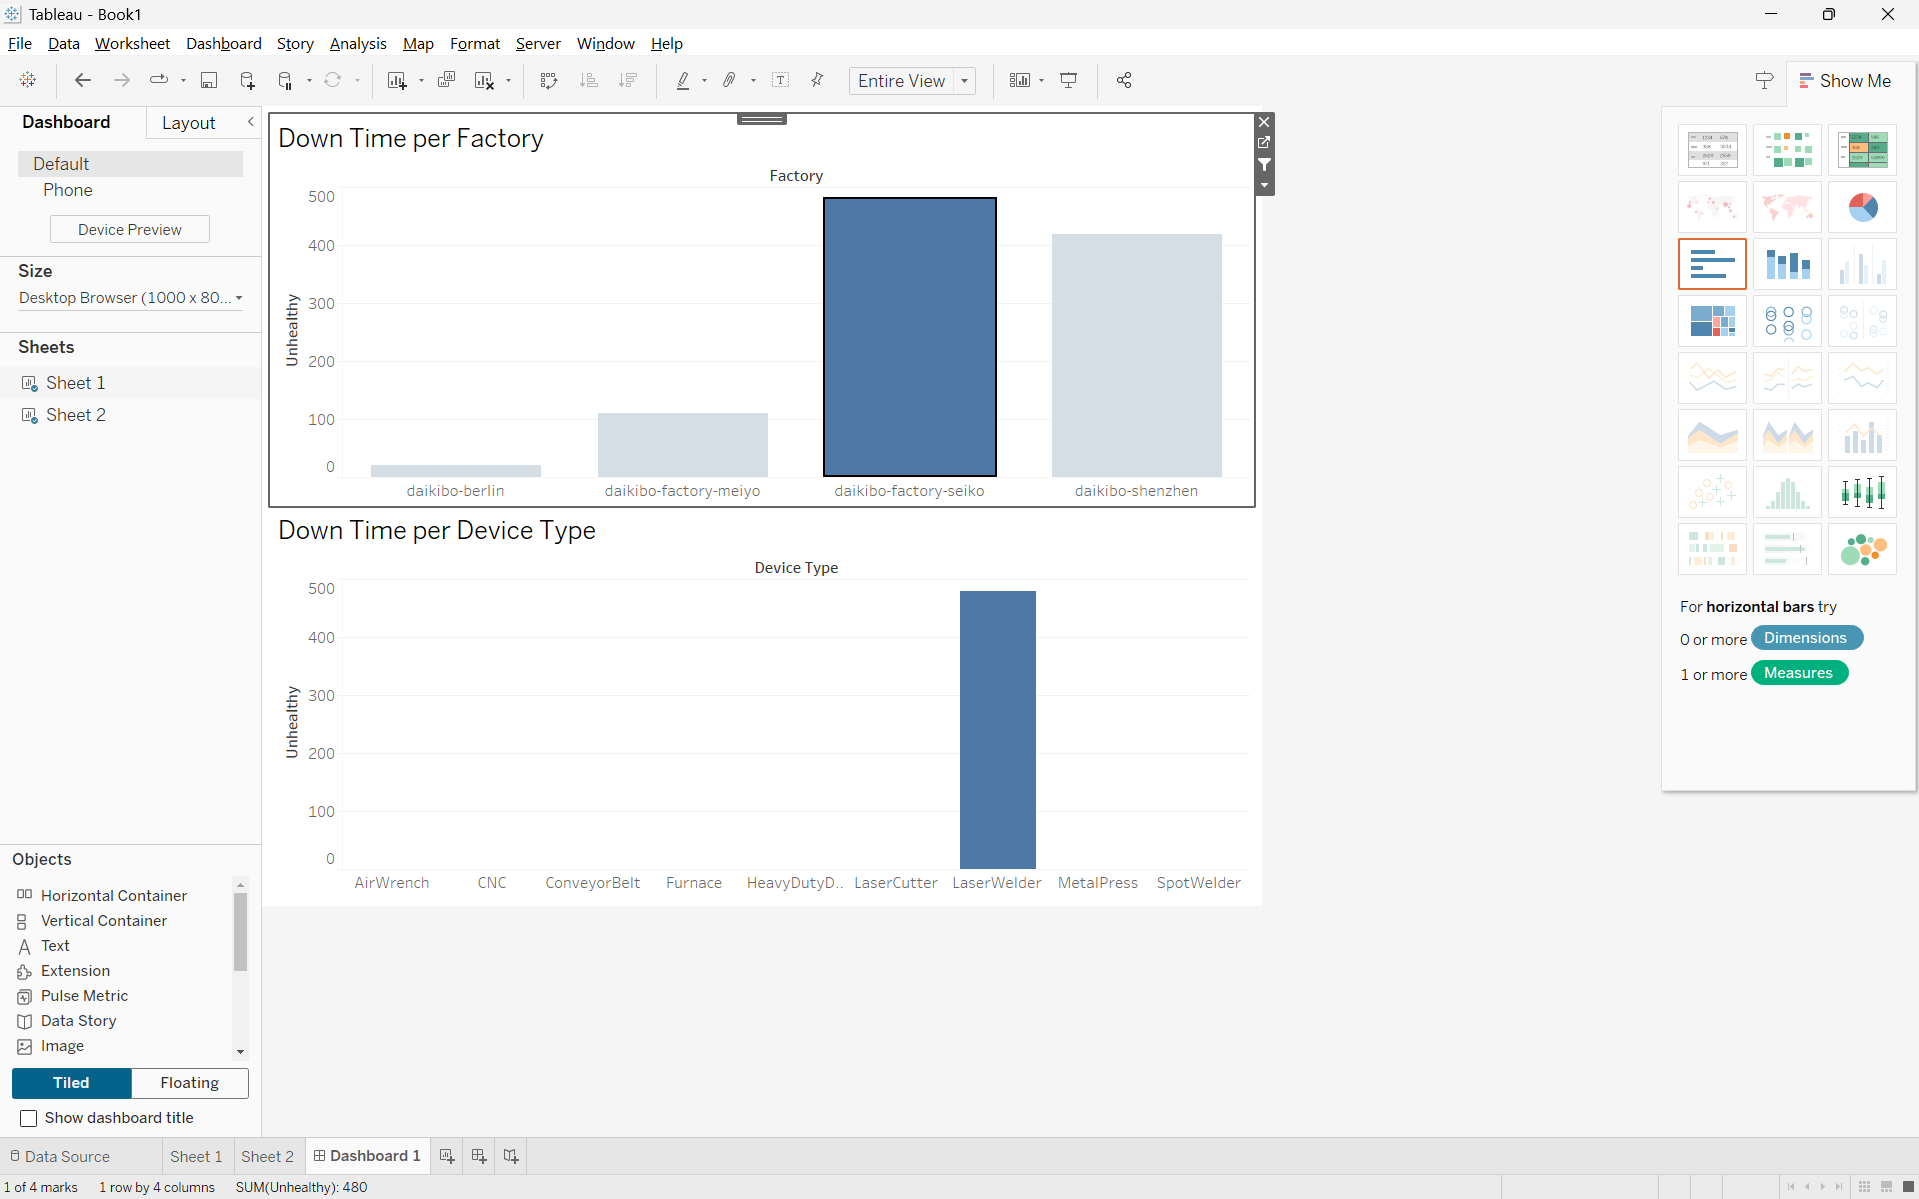 Tableau - Book1
File Data Worksheet Dashboard Story Analysis Map Format Server Window Help
Entire View
Show Me
Dashboard Layout
Default
Phone
Device Preview
Size
Desktop Browser (1000 x 80...
Sheets
Sheet 1
Sheet 2
Objects
Horizontal Container
Vertical Container
Text
Extension
Pulse Metric
Data Story
Image
Tiled Floating
Show dashboard title
Down Time per Factory
Factory
Unhealthy
500
400
300
200
100
0
daikibo-berlin daikibo-factory-meiyo daikibo-factory-seiko daikibo-shenzhen
Down Time per Device Type
Device Type
Unhealthy
500
400
300
200
100
0
AirWrench CNC ConveyorBelt Furnace HeavyDutyD.. LaserCutter LaserWelder MetalPress SpotWelder
For horizontal bars try
0 or more Dimensions
1 or more Measures
Data Source Sheet 1 Sheet 2 Dashboard 1
1 of 4 marks 1 row by 4 columns SUM(Unhealthy): 480